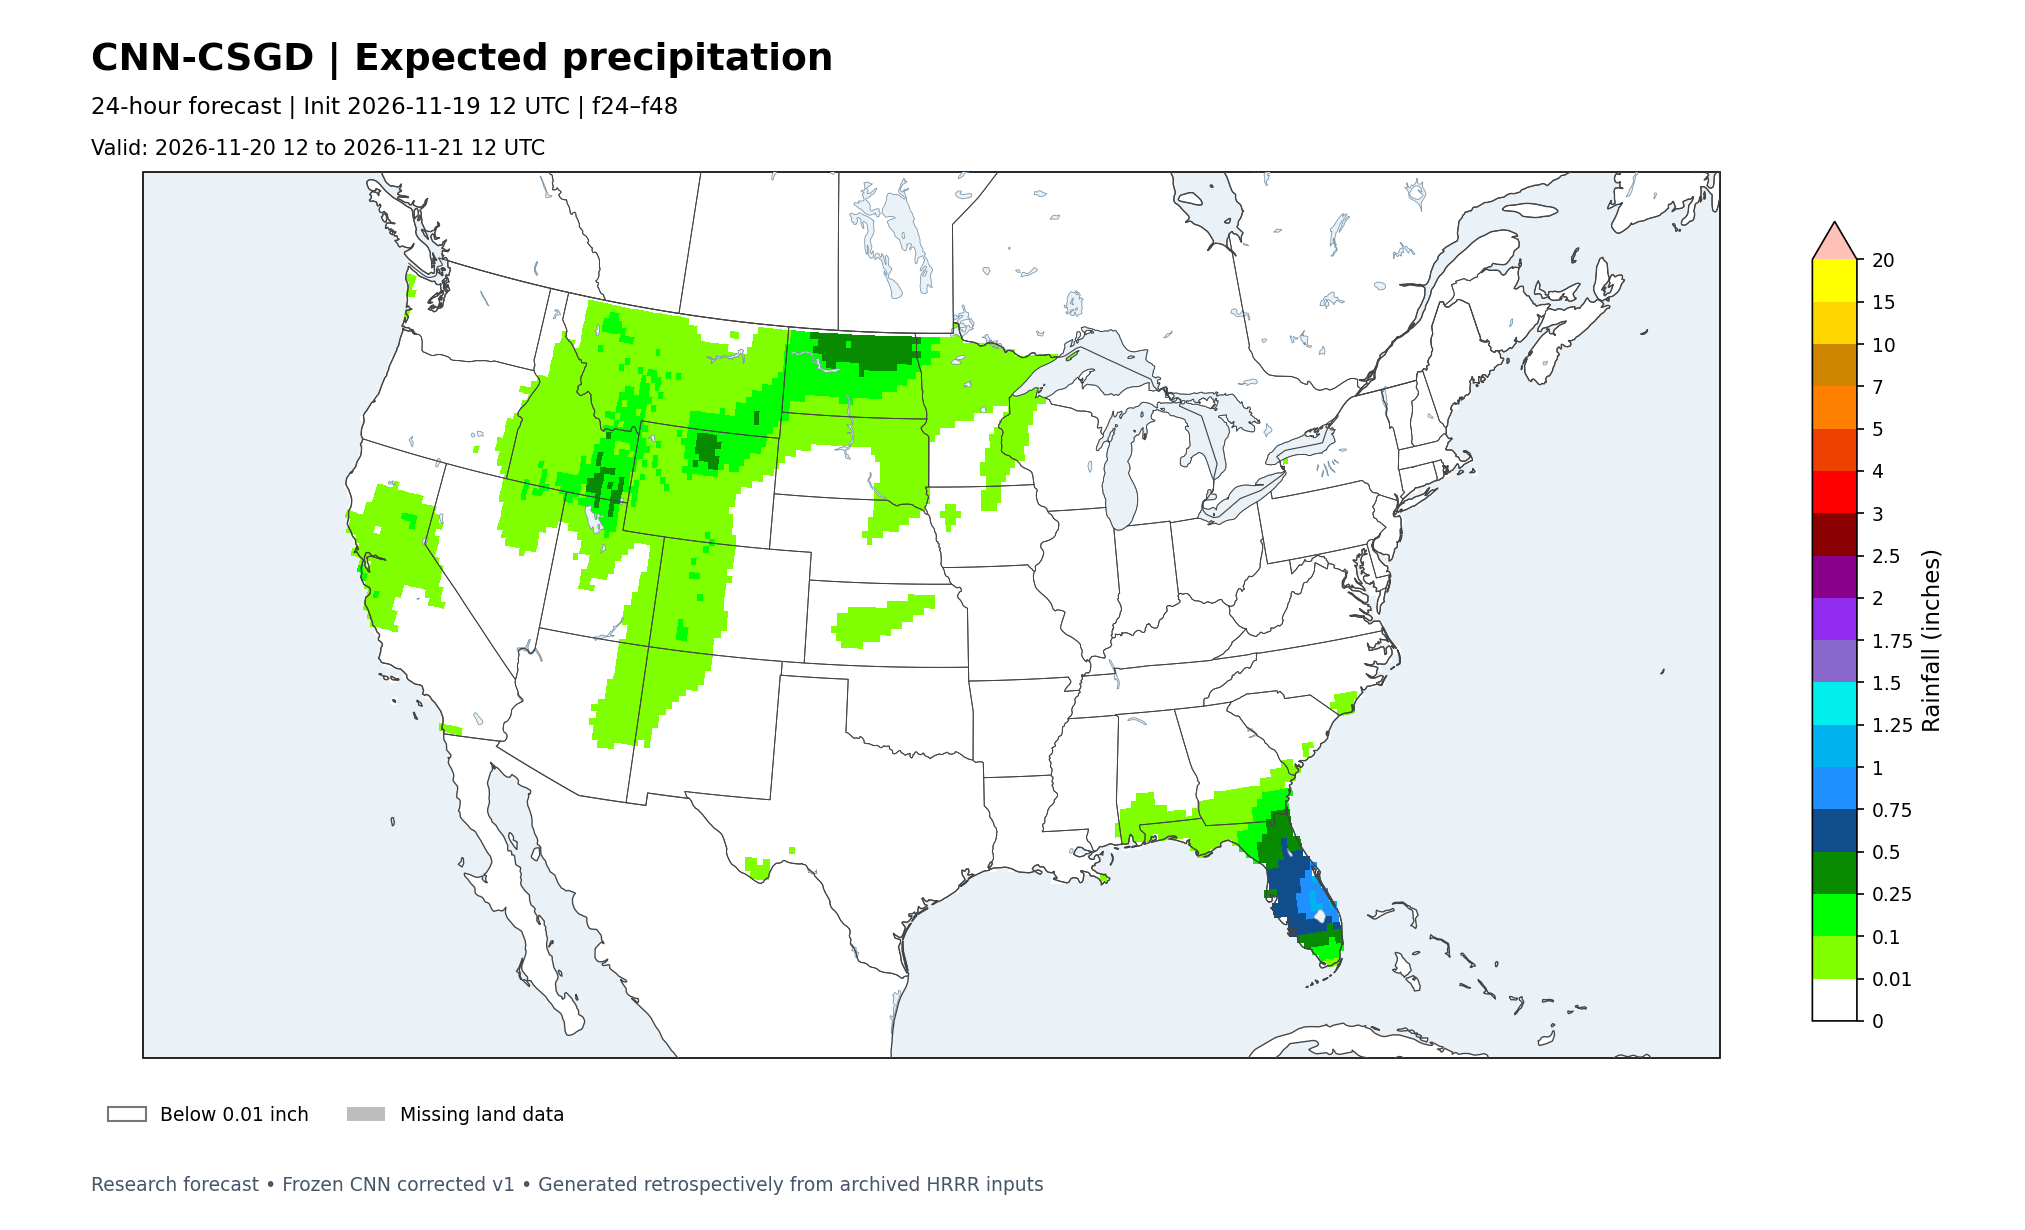 CNN-CSGD | Expected precipitation
24-hour forecast | Init 2026-11-19 12 UTC | f24–f48
Valid: 2026-11-20 12 to 2026-11-21 12 UTC
20
15
10
7
5
4
3
2.5
2
1.75
1.5
1.25
1
0.75
0.5
0.25
0.1
0.01
0
Rainfall (inches)
Below 0.01 inch
Missing land data
Research forecast • Frozen CNN corrected v1 • Generated retrospectively from archived HRRR inputs